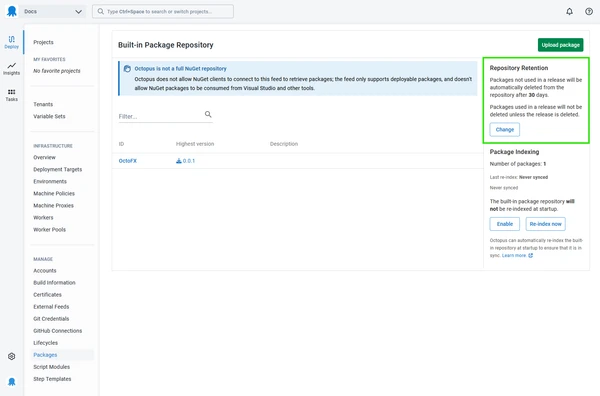 Docs
Type Ctrl+Space to search or switch projects...
Deploy
Insights
Tasks
Projects
MY FAVORITES
No favorite projects
Tenants
Variable Sets
INFRASTRUCTURE
Overview
Deployment Targets
Environments
Machine Policies
Machine Proxies
Workers
Worker Pools
MANAGE
Accounts
Build Information
Certificates
External Feeds
Git Credentials
GitHub Connections
Lifecycles
Packages
Script Modules
Step Templates
Built-in Package Repository
Upload package
Octopus is not a full NuGet repository
Octopus does not allow NuGet clients to connect to this feed to retrieve packages; the feed only supports deployable packages, and doesn't
allow NuGet packages to be consumed from Visual Studio and other tools.
Filter...
ID Highest version Description
OctoFX 0.0.1
Repository Retention
Packages not used in a release will be
automatically deleted from the
repository after 30 days.
Packages used in a release will not be
deleted unless the release is deleted.
Change
Package Indexing
Number of packages: 1
Last re-index: Never synced
Never synced
The built-in package repository will
not be re-indexed at startup.
Enable Re-index now
Octopus can automatically re-index the built-
in repository at startup to ensure that it is in
sync. Learn more